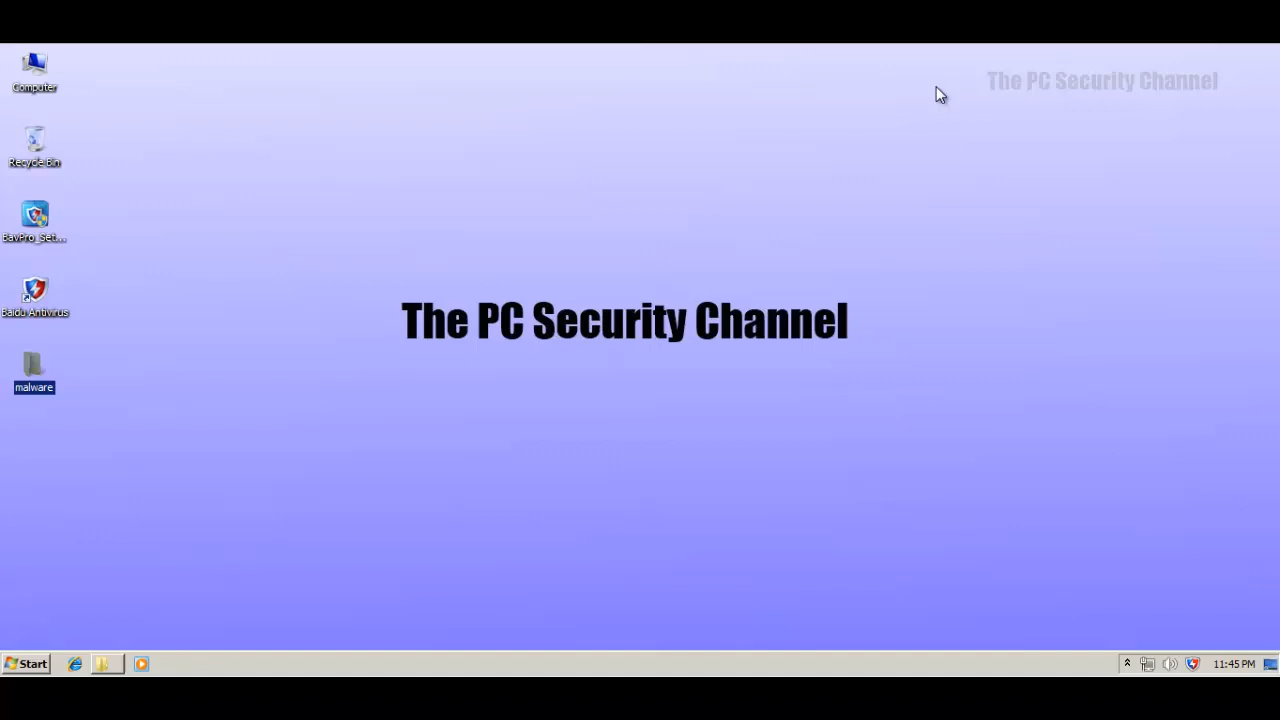 Computer
The PC Security Channel
Recycle Bin
BavPro_Set...
Baidu Antivirus
The PC Security Channel
malware
Start
11:45 PM